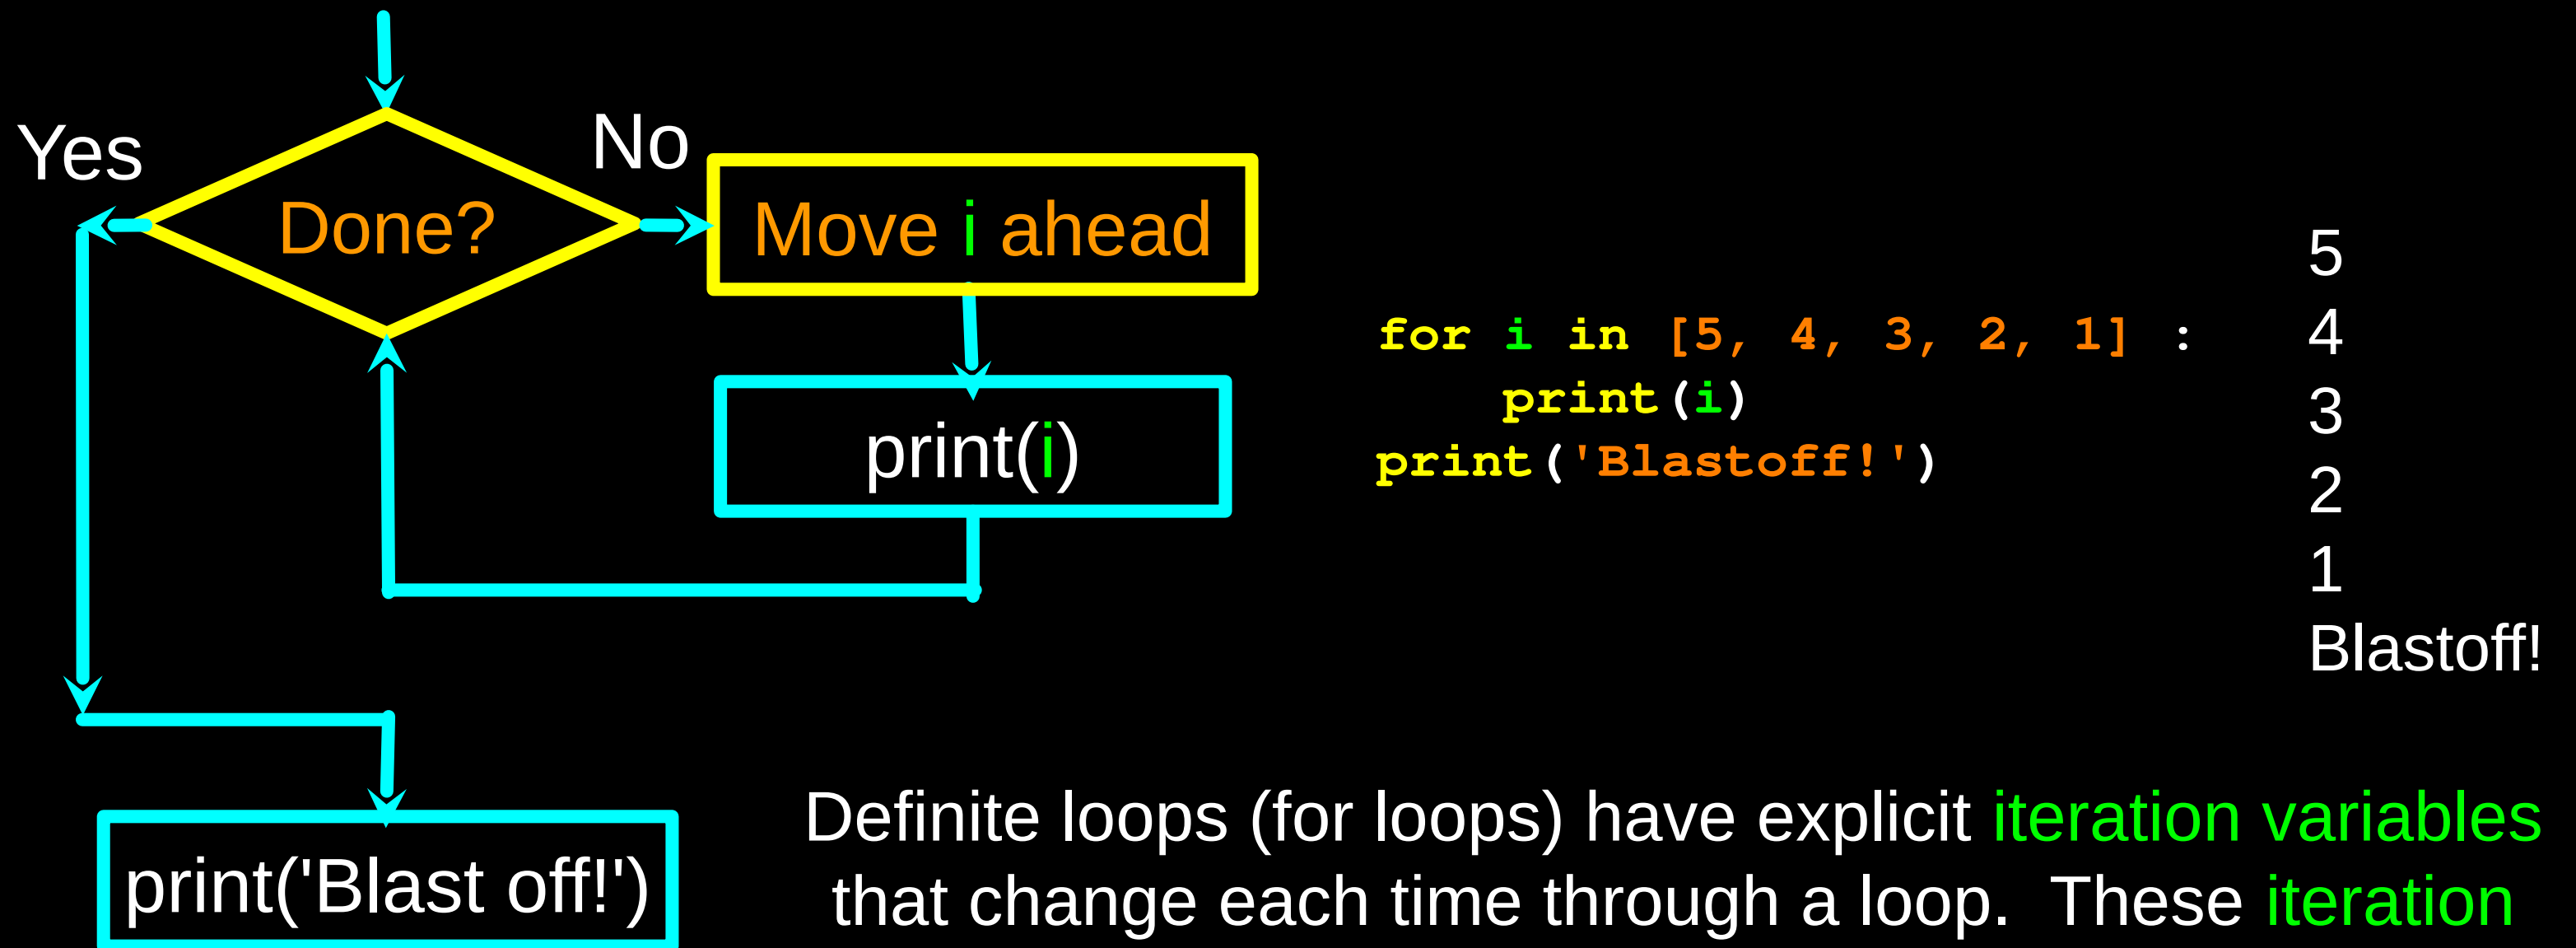 Yes
No
Done?
Move i ahead
print(i)
print('Blast off!')
for i in [5, 4, 3, 2, 1] :
    print(i)
print('Blastoff!')
5
4
3
2
1
Blastoff!
Definite loops (for loops) have explicit iteration variables
that change each time through a loop.  These iteration